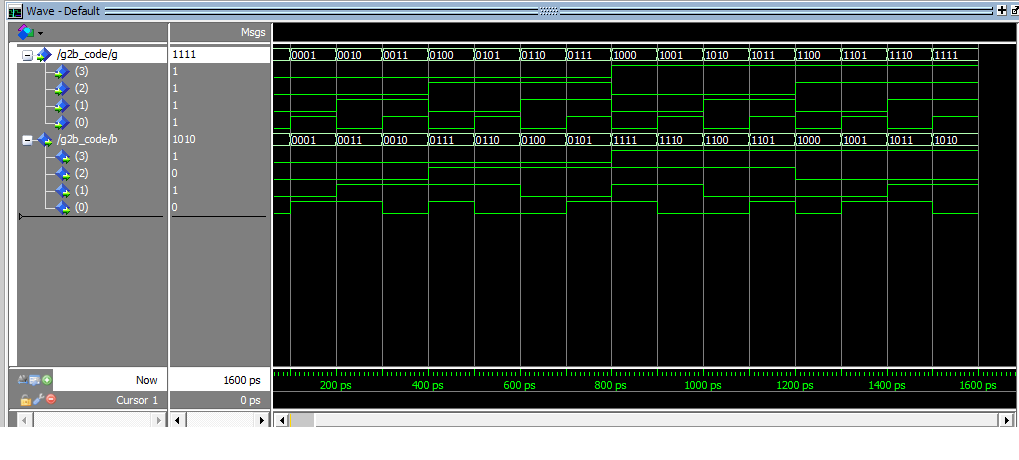 Wave - Default
Msgs
/g2b_code/g 1111 0001 0010 0011 0100 0101 0110 0111 1000 1001 1010 1011 1100 1101 1110 1111
(3) 1
(2) 1
(1) 1
(0) 1
/g2b_code/b 1010 0001 0011 0010 0111 0110 0100 0101 1111 1110 1100 1101 1000 1001 1011 1010
(3) 1
(2) 0
(1) 1
(0) 0
Now 1600 ps 200 ps 400 ps 600 ps 800 ps 1000 ps 1200 ps 1400 ps 1600 ps
Cursor 1 0 ps